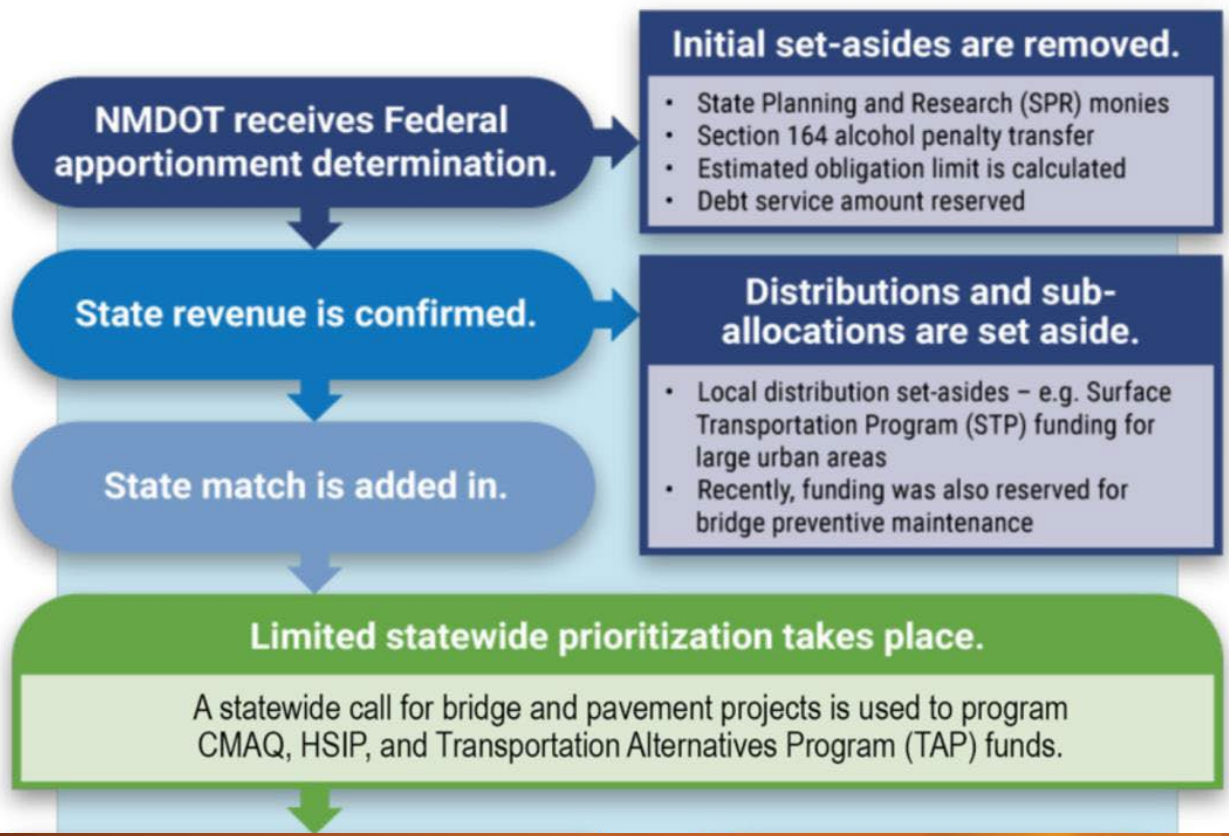 NMDOT receives Federal
apportionment determination.
Initial set-asides are removed.
• State Planning and Research (SPR) monies
• Section 164 alcohol penalty transfer
• Estimated obligation limit is calculated
• Debt service amount reserved
State revenue is confirmed.
Distributions and sub-
allocations are set aside.
• Local distribution set-asides – e.g. Surface
Transportation Program (STP) funding for
large urban areas
• Recently, funding was also reserved for
bridge preventive maintenance
State match is added in.
Limited statewide prioritization takes place.
A statewide call for bridge and pavement projects is used to program
CMAQ, HSIP, and Transportation Alternatives Program (TAP) funds.